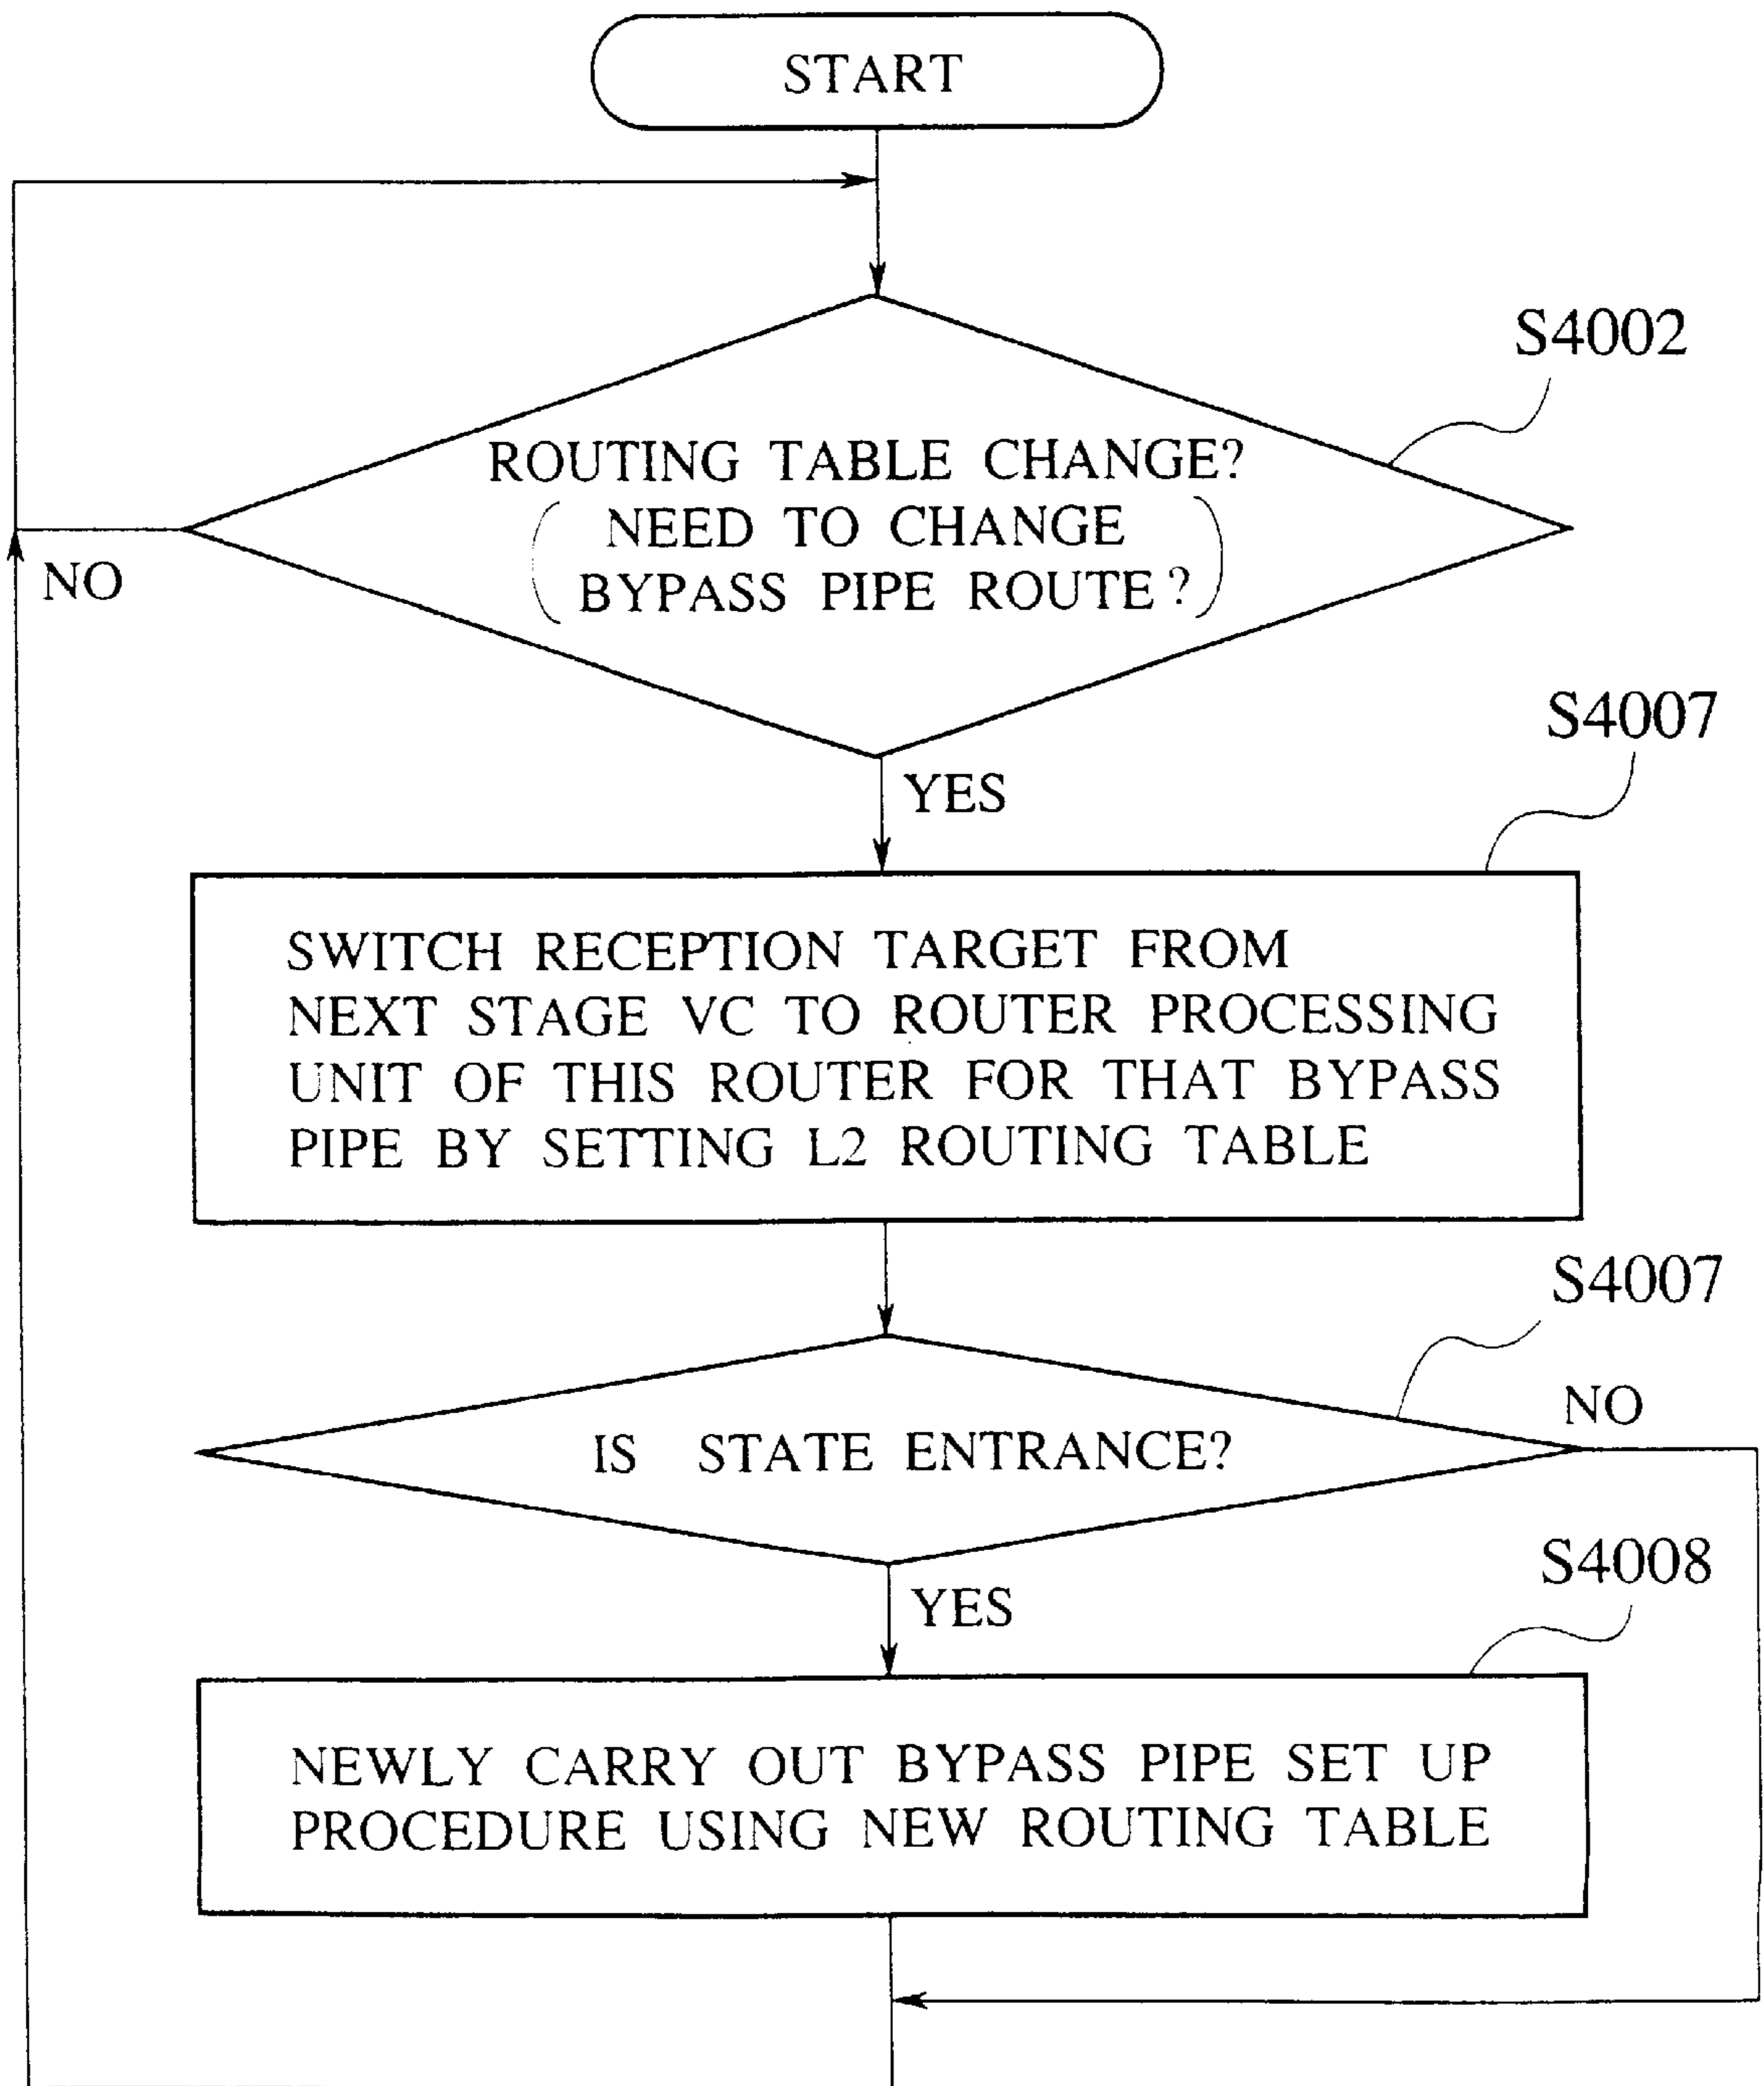 START
S4002
ROUTING TABLE CHANGE?
( NEED TO CHANGE
BYPASS PIPE ROUTE ? )
NO
S4007
YES
SWITCH RECEPTION TARGET FROM
NEXT STAGE VC TO ROUTER PROCESSING
UNIT OF THIS ROUTER FOR THAT BYPASS
PIPE BY SETTING L2 ROUTING TABLE
S4007
NO
IS STATE ENTRANCE?
S4008
YES
NEWLY CARRY OUT BYPASS PIPE SET UP
PROCEDURE USING NEW ROUTING TABLE